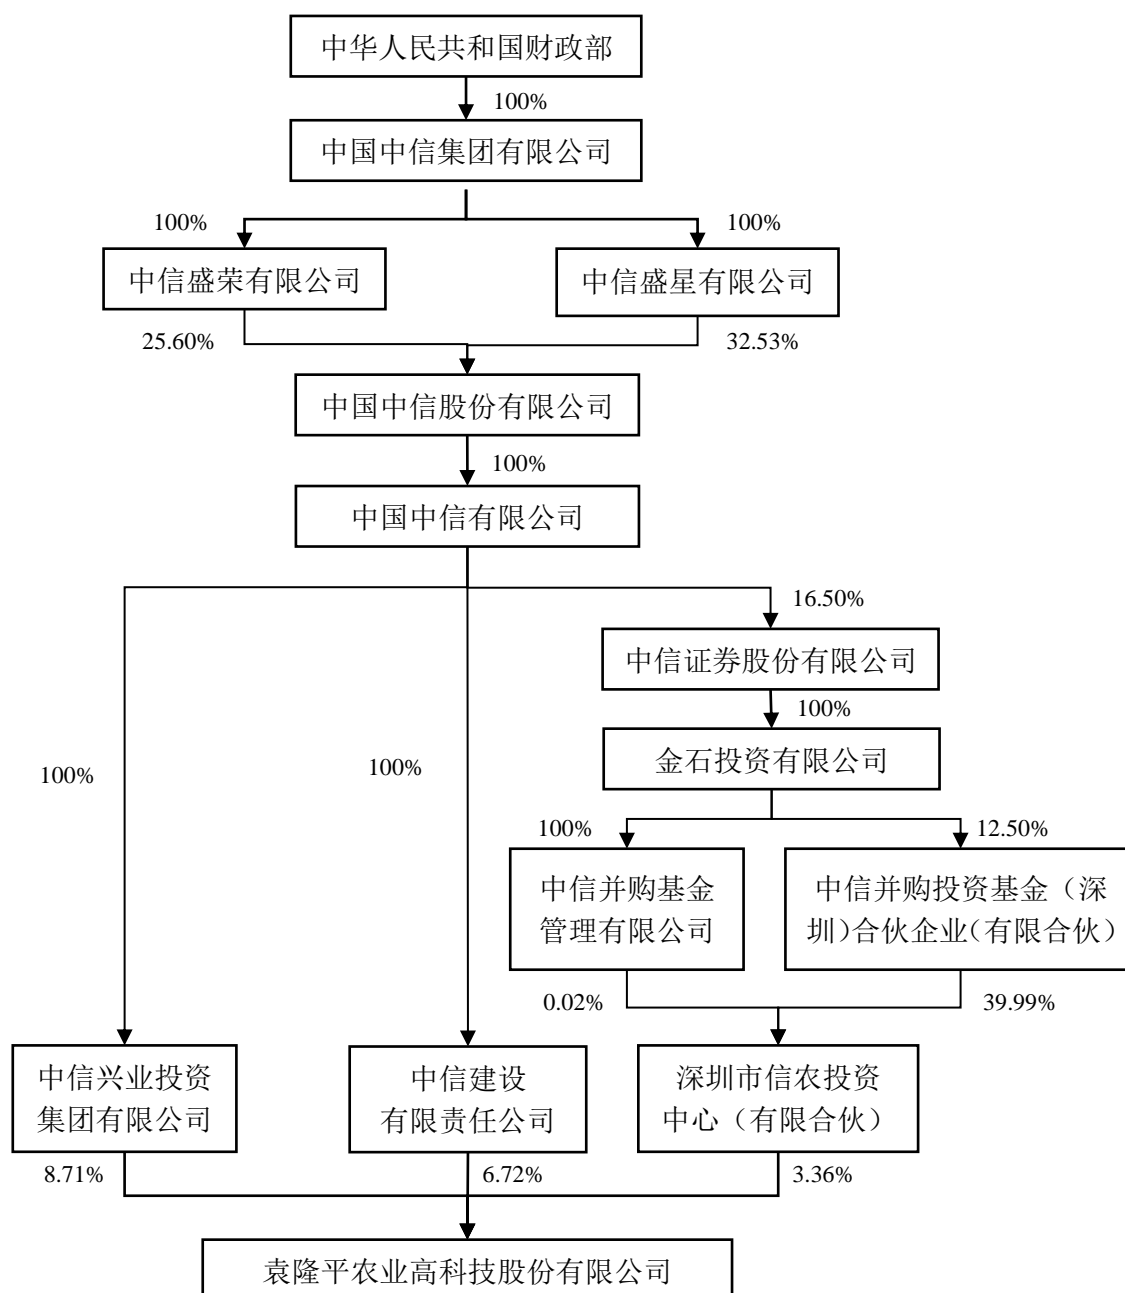 中华人民共和国财政部
100%
中国中信集团有限公司
100%
100%
中信盛荣有限公司
中信盛星有限公司
25.60%
32.53%
中国中信股份有限公司
100%
中国中信有限公司
16.50%
中信证券股份有限公司
100%
金石投资有限公司
100%
100%
100%
12.50%
中信并购基金
管理有限公司
中信并购投资基金（深
圳）合伙企业（有限合伙）
0.02%
39.99%
中信兴业投资
集团有限公司
中信建设
有限责任公司
深圳市信农投资
中心（有限合伙）
8.71%
6.72%
3.36%
袁隆平农业高科技股份有限公司